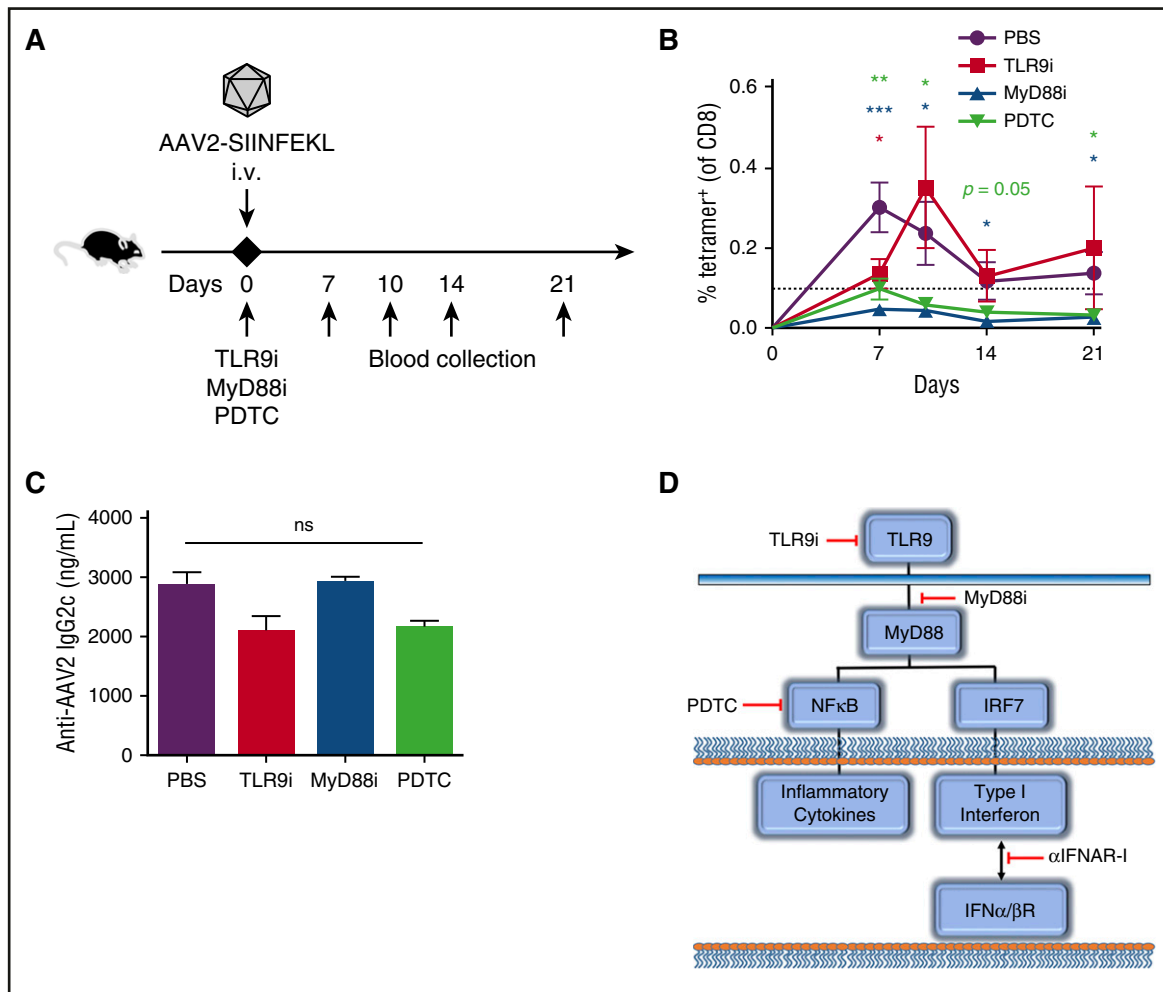 A
AAV2-SIINFEKL
i.v.
Days 0 7 10 14 21
TLR9i
MyD88i
PDTC
Blood collection
B
PBS
TLR9i
MyD88i
PDTC
% tetramer⁺ (of CD8)
0.6
0.4
0.2
0.0
** * 
*** * *
*
p = 0.05
*
*
*
0 7 14 21
Days
C
Anti-AAV2 IgG2c (ng/mL)
4000
3000
2000
1000
0
ns
PBS TLR9i MyD88i PDTC
D
TLR9i
TLR9
MyD88i
MyD88
PDTC
NFκB
IRF7
Inflammatory
Cytokines
Type I
Interferon
αIFNAR-I
IFNα/βR